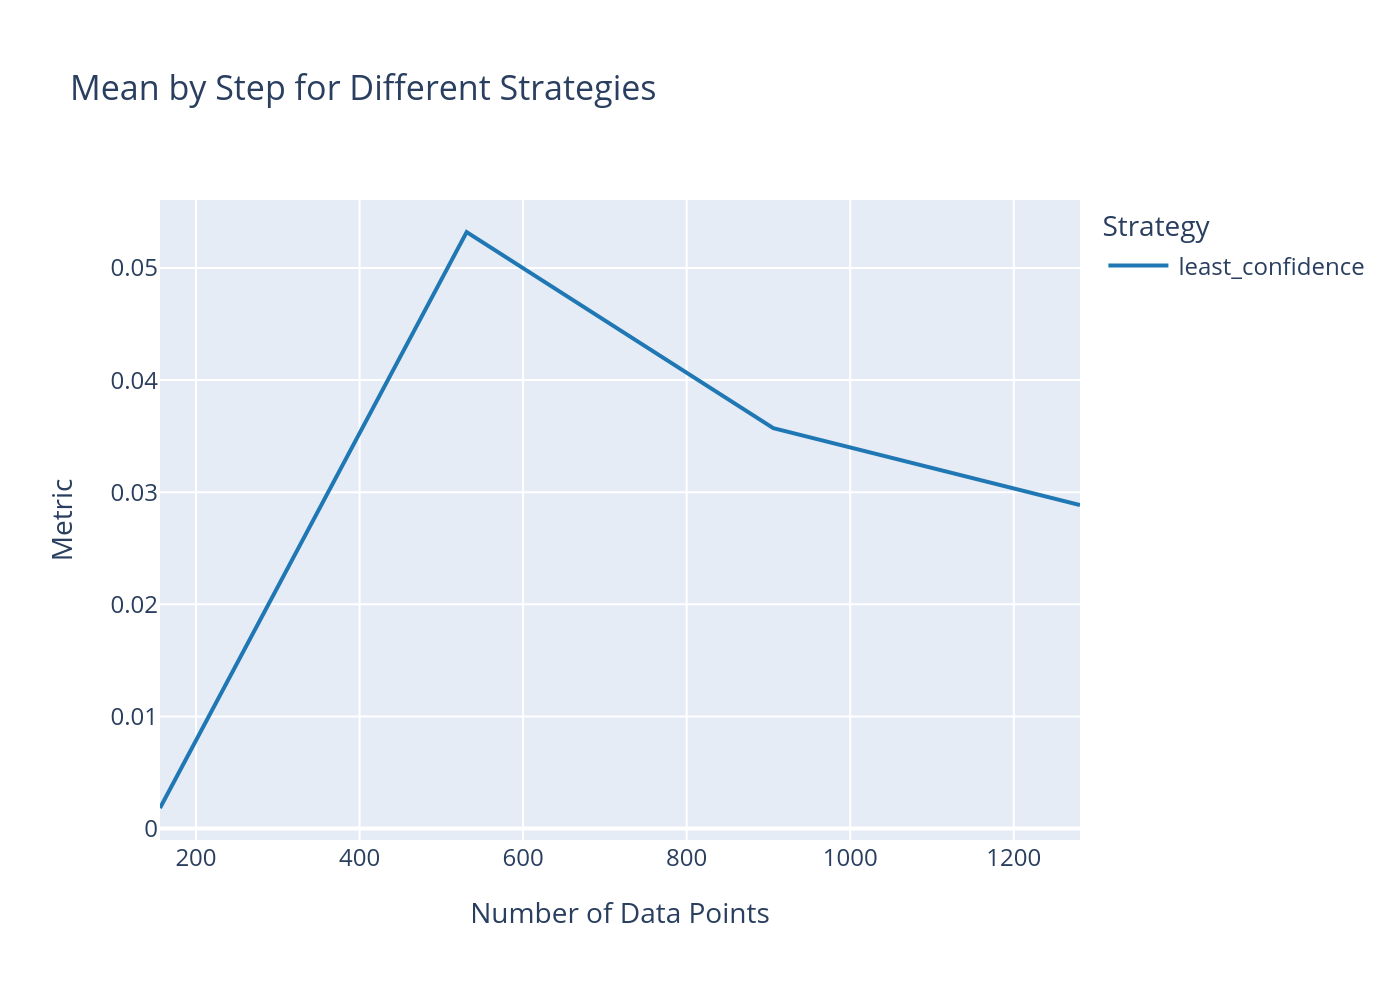 Mean by Step for Different Strategies
Strategy
least_confidence
0.05
0.04
0.03
0.02
0.01
0
Metric
200 400 600 800 1000 1200
Number of Data Points